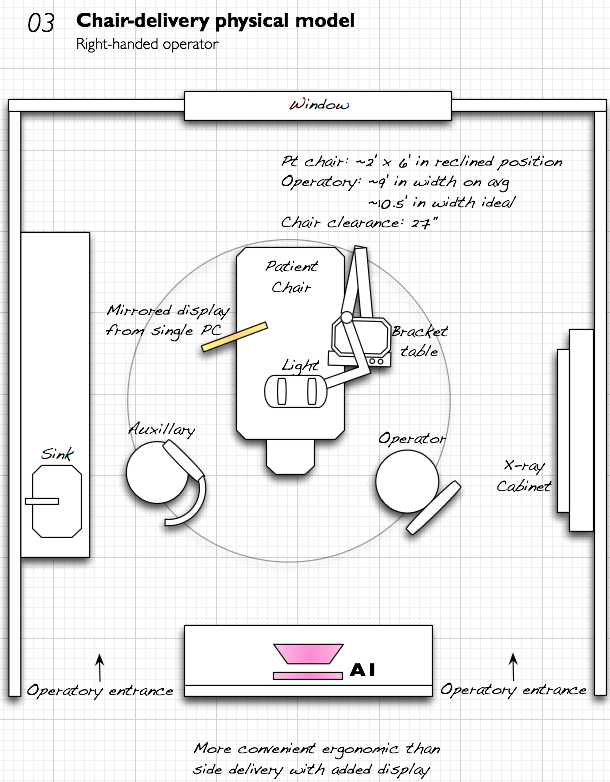 03 Chair-delivery physical model
Right-handed operator
Window
Pt chair: ~2' x 6' in reclined position
Operatory: ~9' in width on avg
~10.5' in width ideal
Chair clearance: 27"
Patient
Chair
Mirrored display
from single PC
Bracket
table
Light
Auxillary
Operator
Sink
X-ray
Cabinet
A1
Operatory entrance
Operatory entrance
More convenient ergonomic than
side delivery with added display